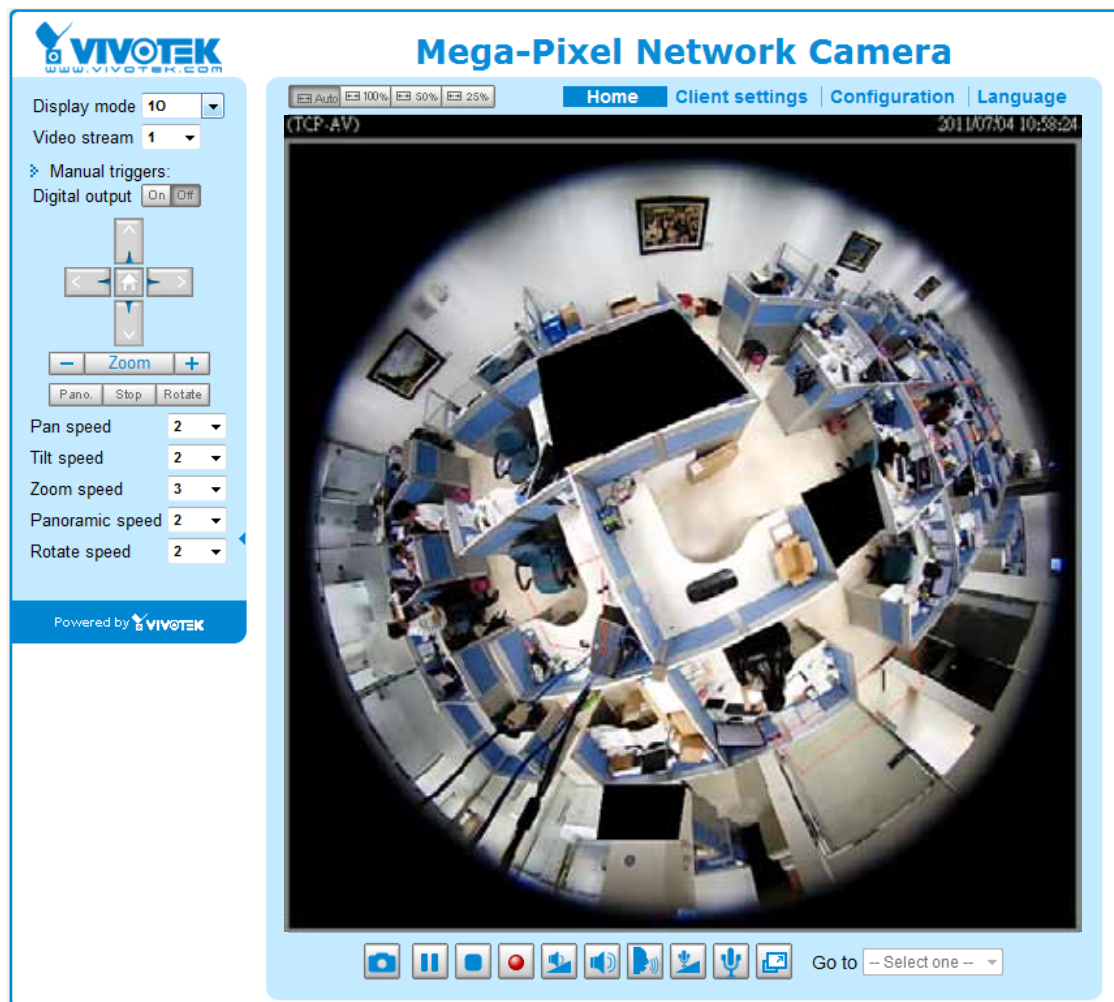 VIVOTEK
www.vivotek.com
Mega-Pixel Network Camera
Display mode 10
Video stream 1
Manual triggers:
Digital output On Off
Zoom
Pano. Stop Rotate
Pan speed 2
Tilt speed 2
Zoom speed 3
Panoramic speed 2
Rotate speed 2
Powered by VIVOTEK
Auto 100% 50% 25%
Home Client settings Configuration Language
(TCP-AV) 2011/07/04 10:58:24
Go to -- Select one --